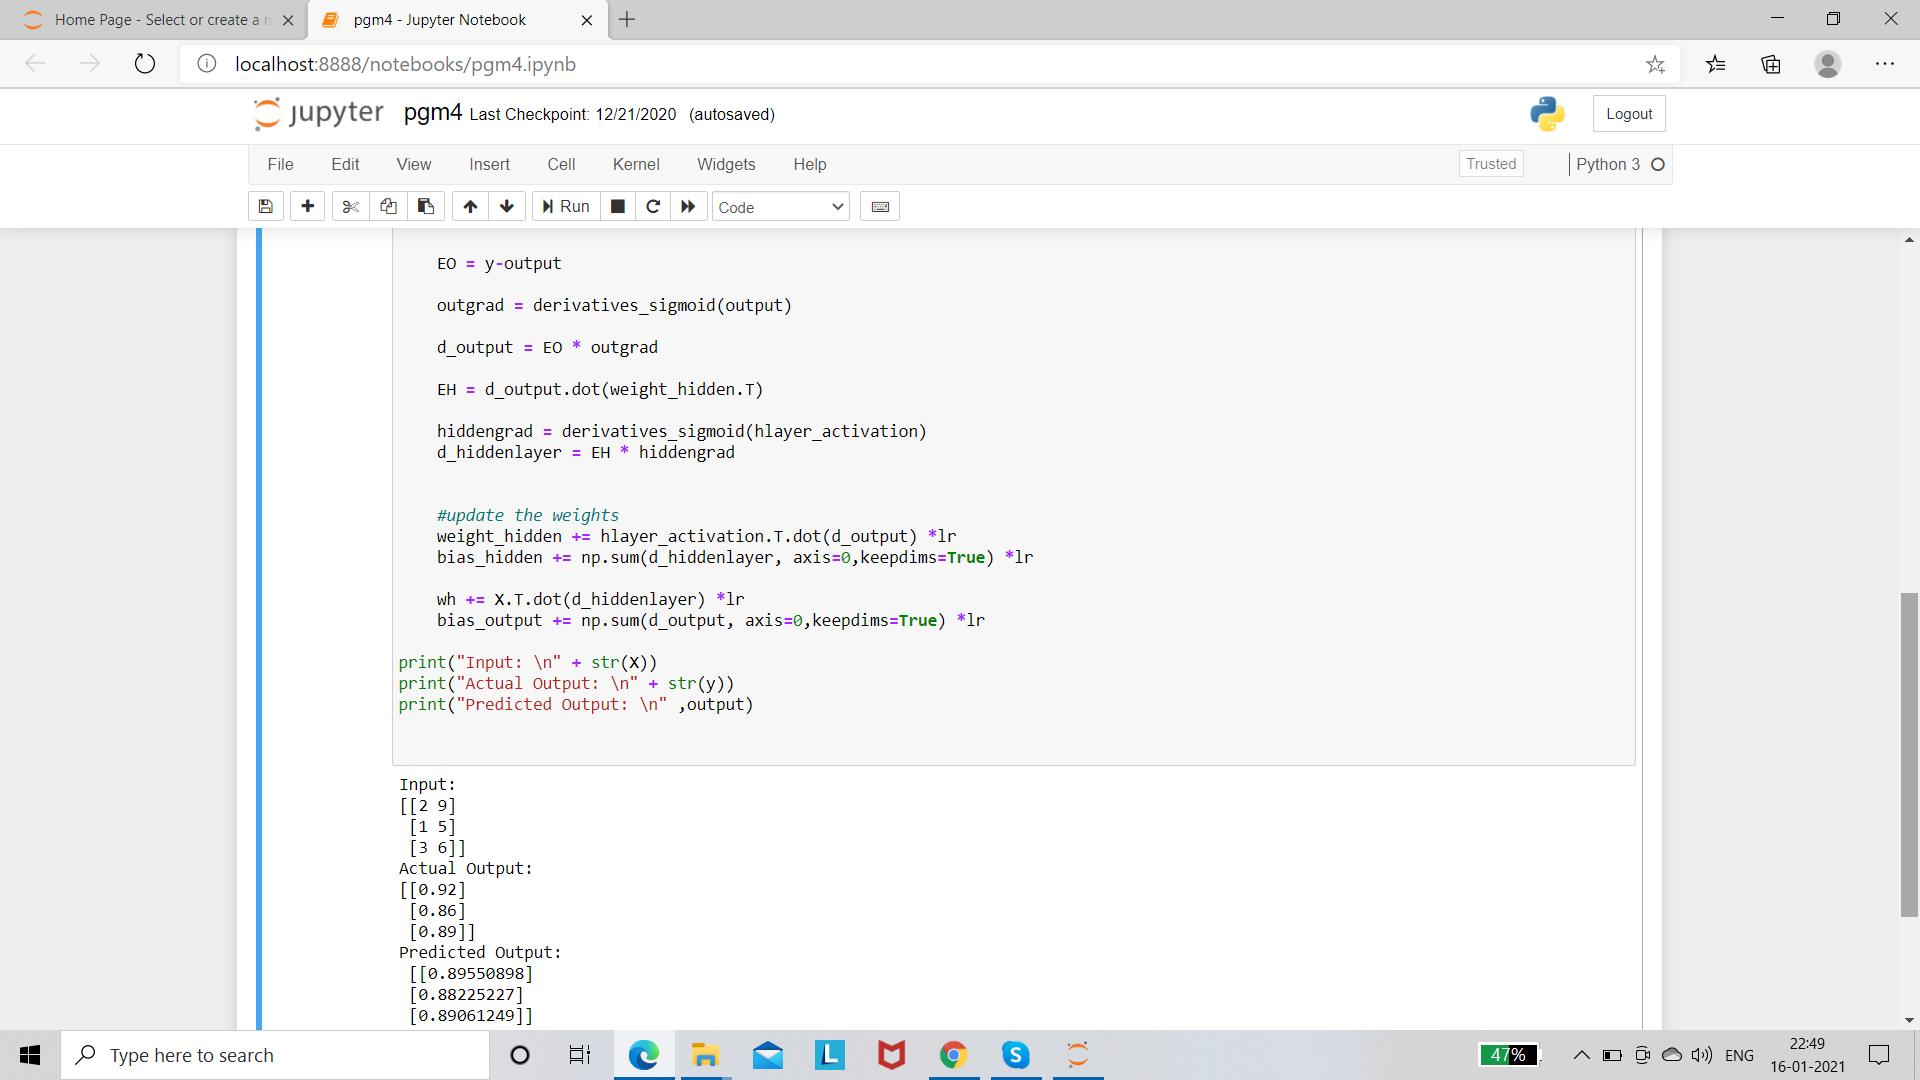 Home Page - Select or create a n
pgm4 - Jupyter Notebook
localhost:8888/notebooks/pgm4.ipynb
jupyter pgm4 Last Checkpoint: 12/21/2020 (autosaved)
Logout
File Edit View Insert Cell Kernel Widgets Help
Trusted
Python 3
Run
Code
EO = y-output
outgrad = derivatives_sigmoid(output)
d_output = EO * outgrad
EH = d_output.dot(weight_hidden.T)
hiddengrad = derivatives_sigmoid(hlayer_activation)
d_hiddenlayer = EH * hiddengrad
#update the weights
weight_hidden += hlayer_activation.T.dot(d_output) *lr
bias_hidden += np.sum(d_hiddenlayer, axis=0,keepdims=True) *lr
wh += X.T.dot(d_hiddenlayer) *lr
bias_output += np.sum(d_output, axis=0,keepdims=True) *lr
print("Input: \n" + str(X))
print("Actual Output: \n" + str(y))
print("Predicted Output: \n" ,output)
Input:
[[2 9]
[1 5]
[3 6]]
Actual Output:
[[0.92]
[0.86]
[0.89]]
Predicted Output:
[[0.89550898]
[0.88225227]
[0.89061249]]
Type here to search
L
S
47%
ENG
22:49
16-01-2021